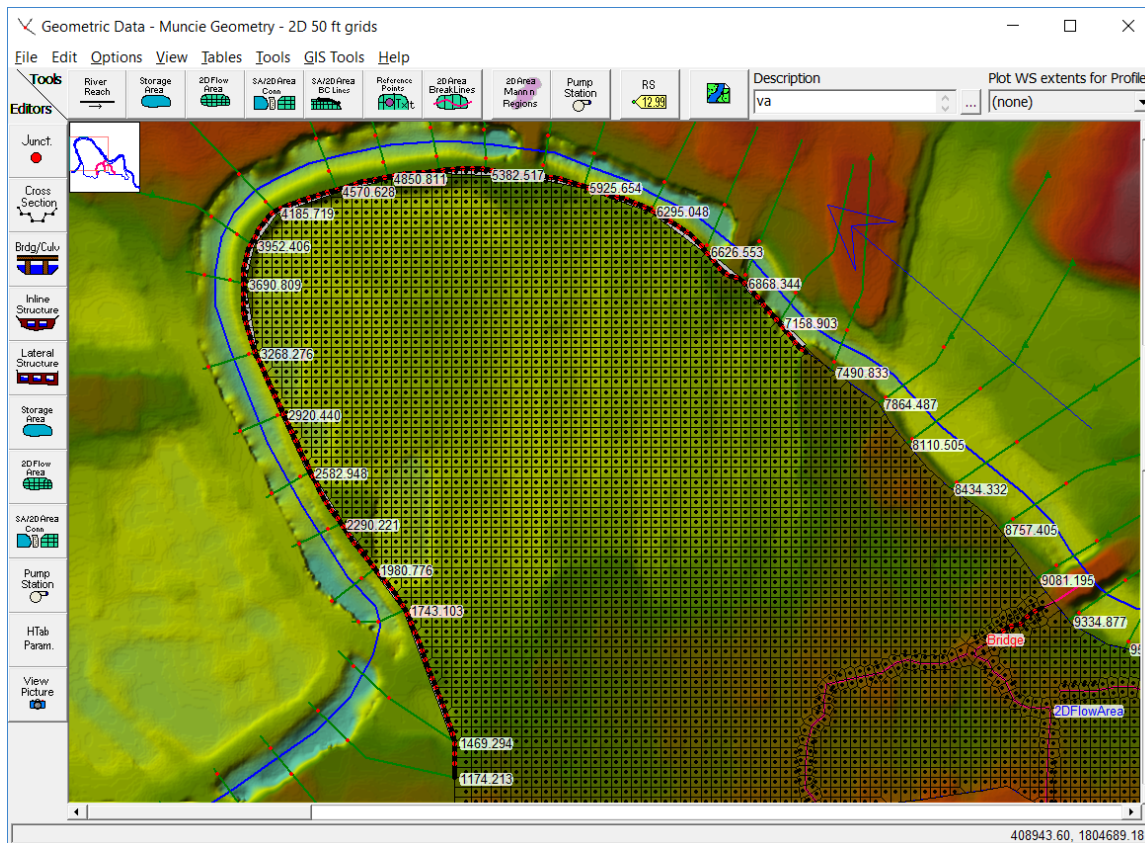 Geometric Data - Muncie Geometry - 2D 50 ft grids
File Edit Options View Tables Tools GIS Tools Help
Tools
Editors
River
Reach
Storage
Area
2D Flow
Area
SA/2D Area
Conn
SA/2D Area
BC Lines
Reference
Points
2D Area
BreakLines
2D Area
Mann n
Regions
Pump
Station
RS
12.99
Description
va
...
Plot WS extents for Profile
(none)
Junct.
Cross
Section
Brdg/Culv
Inline
Structure
Lateral
Structure
Storage
Area
2D Flow
Area
SA/2D Area
Conn
Pump
Station
HTab
Param.
View
Picture
5382.517
4850.811
4570.628
5925.654
4185.719
6295.048
3952.406
6626.553
3690.809
6868.344
7158.903
3268.276
7490.833
7864.487
2920.440
8110.505
2582.948
8434.332
2290.221
8757.405
1980.776
9081.195
1743.103
9334.877
Bridge
2DFlowArea
1469.294
1174.213
408943.60, 1804689.18